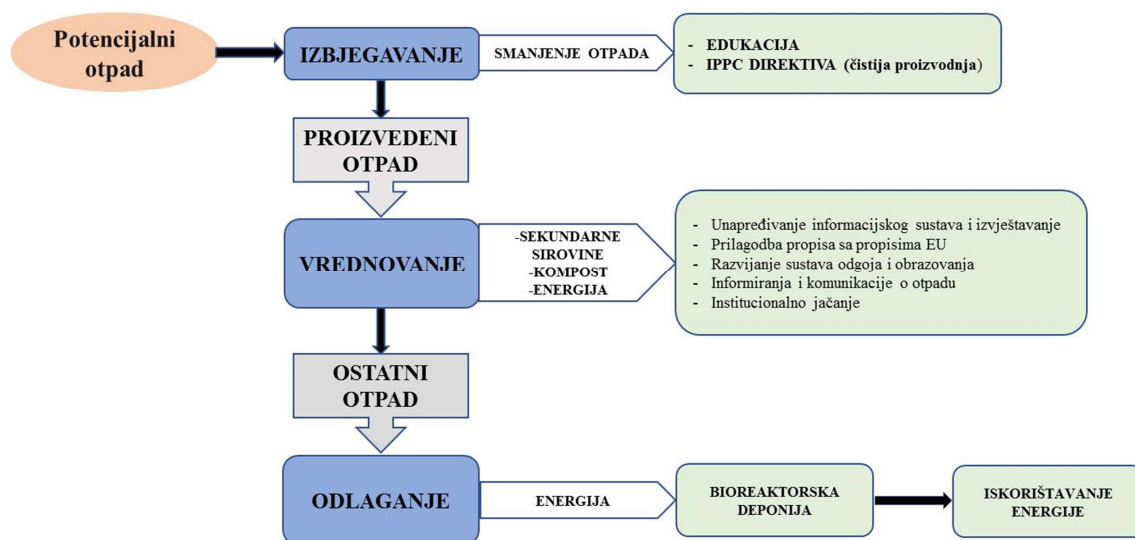 Potencijalni
otpad
IZBJEGAVANJE
SMANJENJE OTPADA
- EDUKACIJA
- IPPC DIREKTIVA (čistija proizvodnja)
PROIZVEDENI
OTPAD
VREDNOVANJE
-SEKUNDARNE
SIROVINE
-KOMPOST
-ENERGIJA
- Unapređivanje informacijskog sustava i izvještavanje
- Prilagodba propisa sa propisima EU
- Razvijanje sustava odgoja i obrazovanja
- Informiranja i komunikacije o otpadu
- Institucionalno jačanje
OSTATNI
OTPAD
ODLAGANJE
ENERGIJA
BIOREAKTORSKA
DEPONIJA
ISKORIŠTAVANJE
ENERGIJE